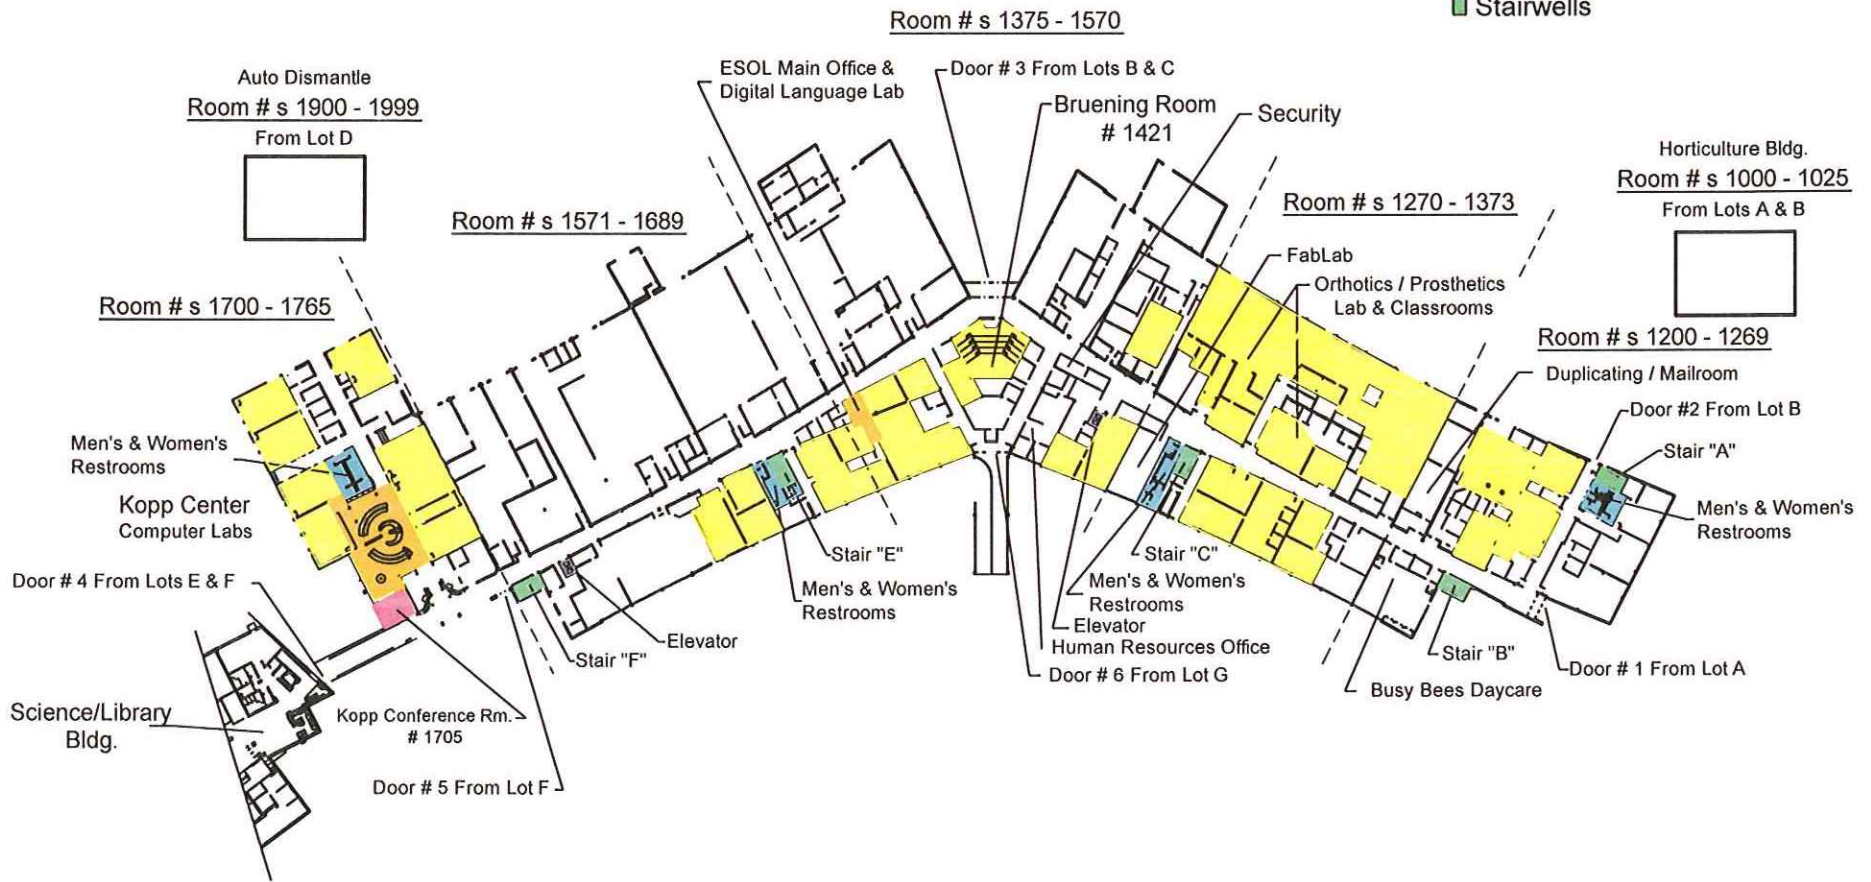 Stairwells
Room # s 1375 - 1570
ESOL Main Office &
Digital Language Lab
Door # 3 From Lots B & C
Auto Dismantle
Room # s 1900 - 1999
From Lot D
Bruening Room
# 1421
Security
Horticulture Bldg.
Room # s 1000 - 1025
From Lots A & B
Room # s 1571 - 1689
Room # s 1270 - 1373
FabLab
Orthotics / Prosthetics
Lab & Classrooms
Room # s 1700 - 1765
Room # s 1200 - 1269
Duplicating / Mailroom
Door #2 From Lot B
Stair "A"
Men's & Women's
Restrooms
Men's & Women's
Restrooms
Kopp Center
Computer Labs
Door # 4 From Lots E & F
Stair "E"
Men's & Women's
Restrooms
Stair "C"
Men's & Women's
Restrooms
Elevator
Human Resources Office
Door # 6 From Lot G
Elevator
Stair "F"
Stair "B"
Door # 1 From Lot A
Busy Bees Daycare
Science/Library
Bldg.
Kopp Conference Rm.
# 1705
Door # 5 From Lot F